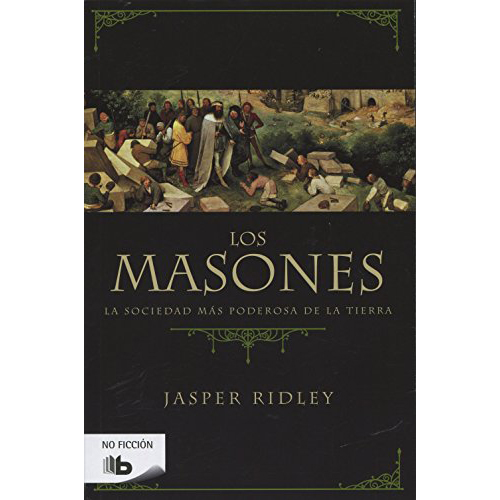 LOS
MASONES
LA SOCIEDAD MÁS PODEROSA DE LA TIERRA
JASPER RIDLEY
NO FICCIÓN
b